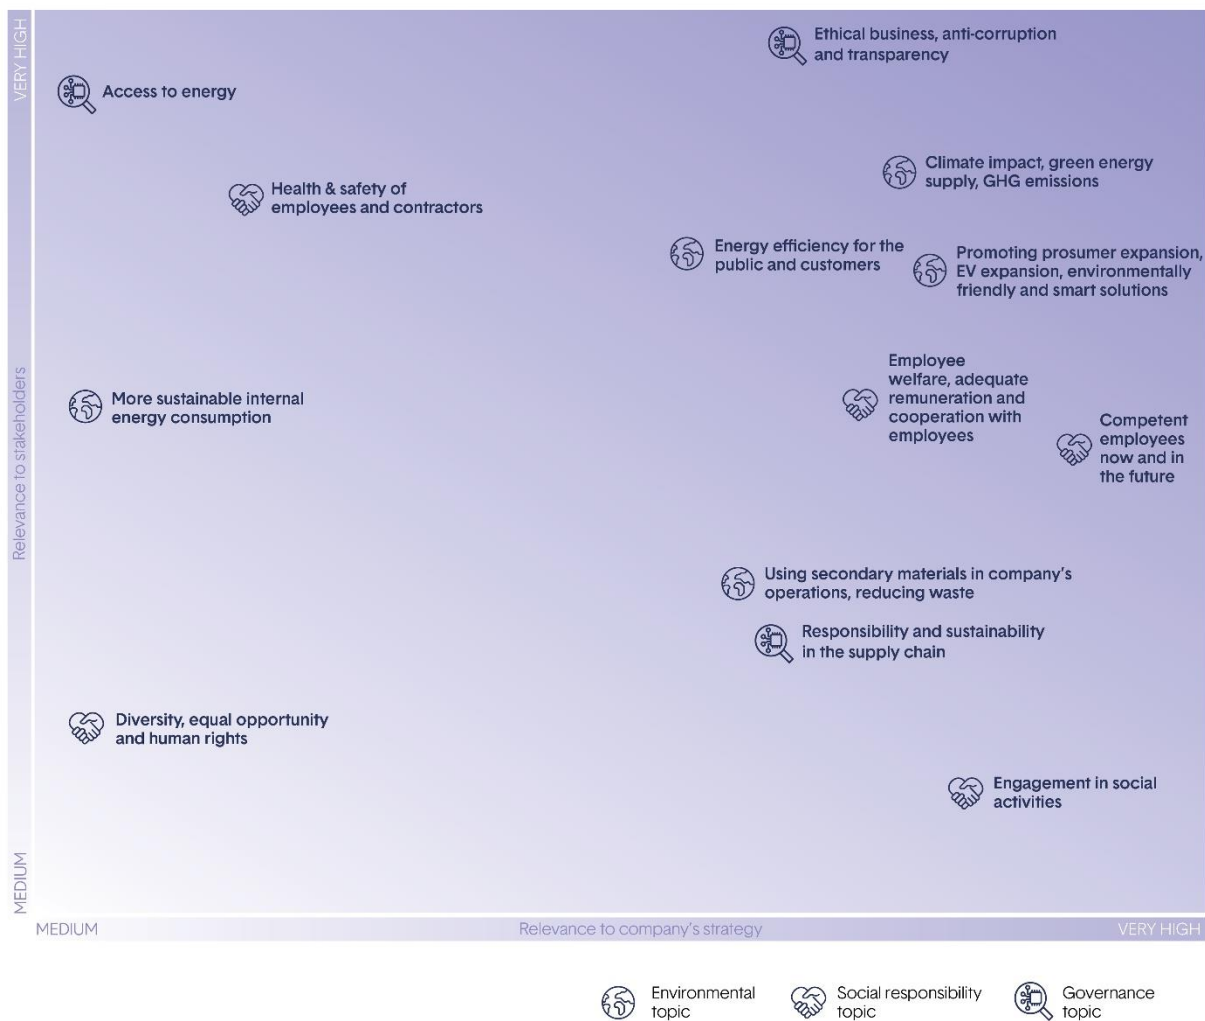 VERY HIGH
Ethical business, anti-corruption
and transparency
Access to energy
Climate impact, green energy
supply, GHG emissions
Health & safety of
employees and contractors
Energy efficiency for the
public and customers
Promoting prosumer expansion,
EV expansion, environmentally
friendly and smart solutions
Relevance to stakeholders
Employee
welfare, adequate
remuneration and
cooperation with
employees
More sustainable internal
energy consumption
Competent
employees
now and in
the future
Using secondary materials in company's
operations, reducing waste
Responsibility and sustainability
in the supply chain
Diversity, equal opportunity
and human rights
Engagement in social
activities
MEDIUM
MEDIUM
Relevance to company's strategy
VERY HIGH
Environmental
topic
Social responsibility
topic
Governance
topic